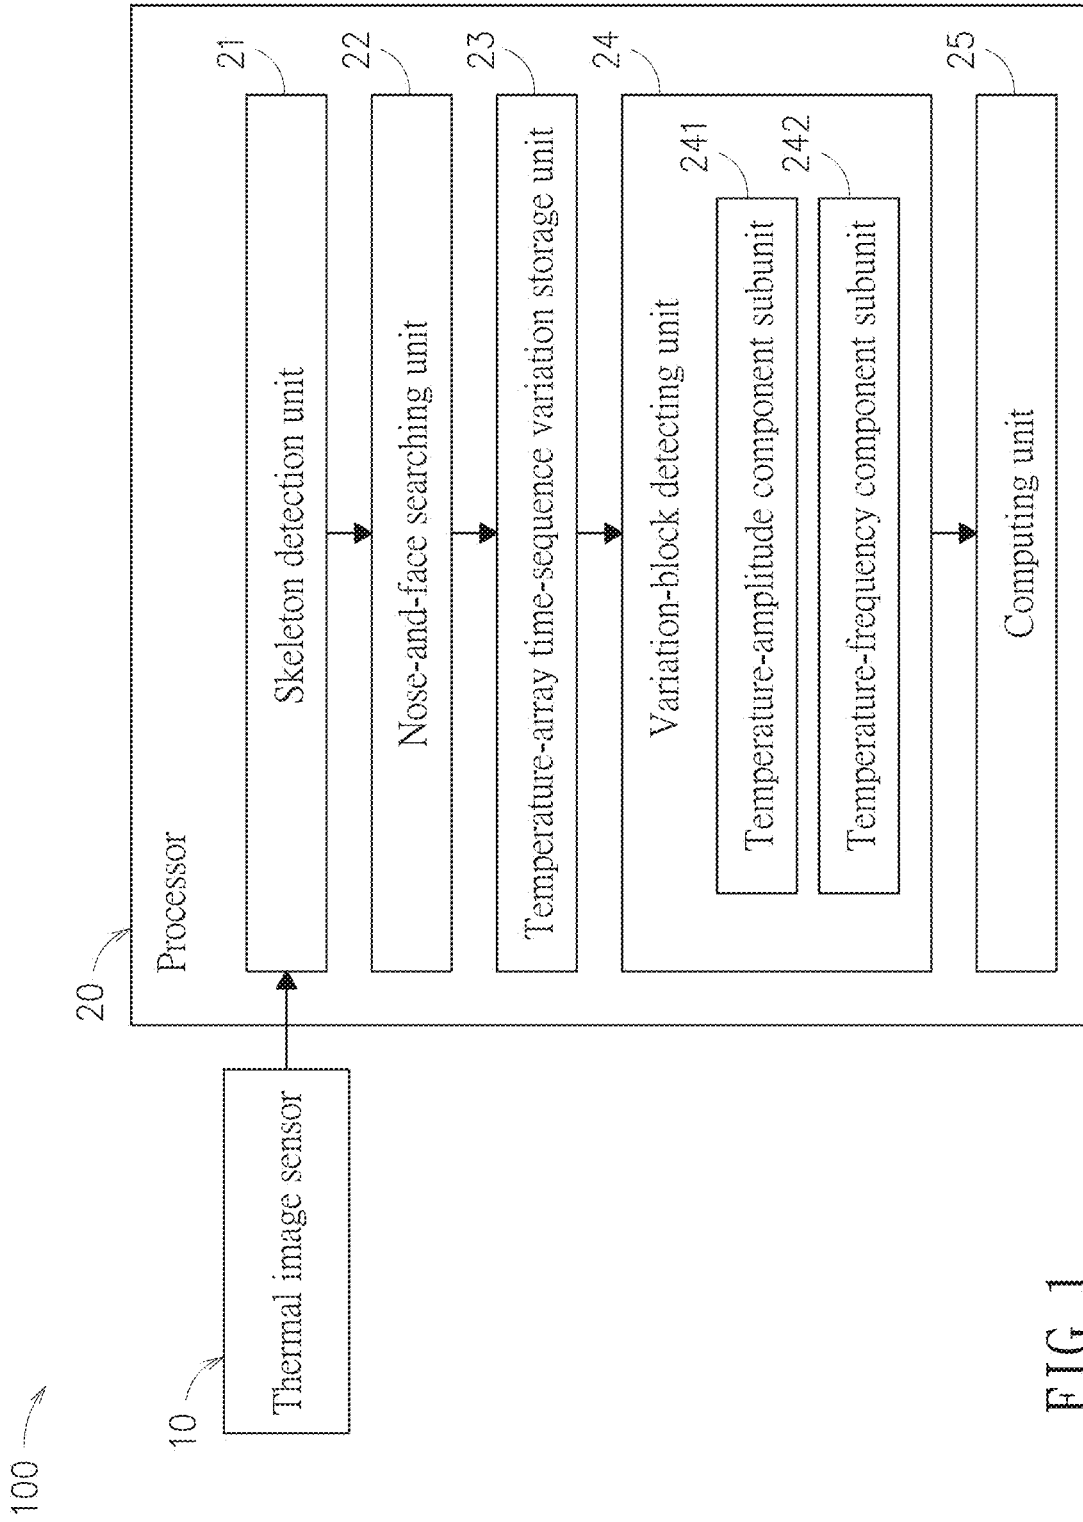 100
10
Thermal image sensor
20
Processor
21
Skeleton detection unit
22
Nose-and-face searching unit
23
Temperature-array time-sequence variation storage unit
24
Variation-block detecting unit
241
Temperature-amplitude component subunit
242
Temperature-frequency component subunit
25
Computing unit
FIG. 1